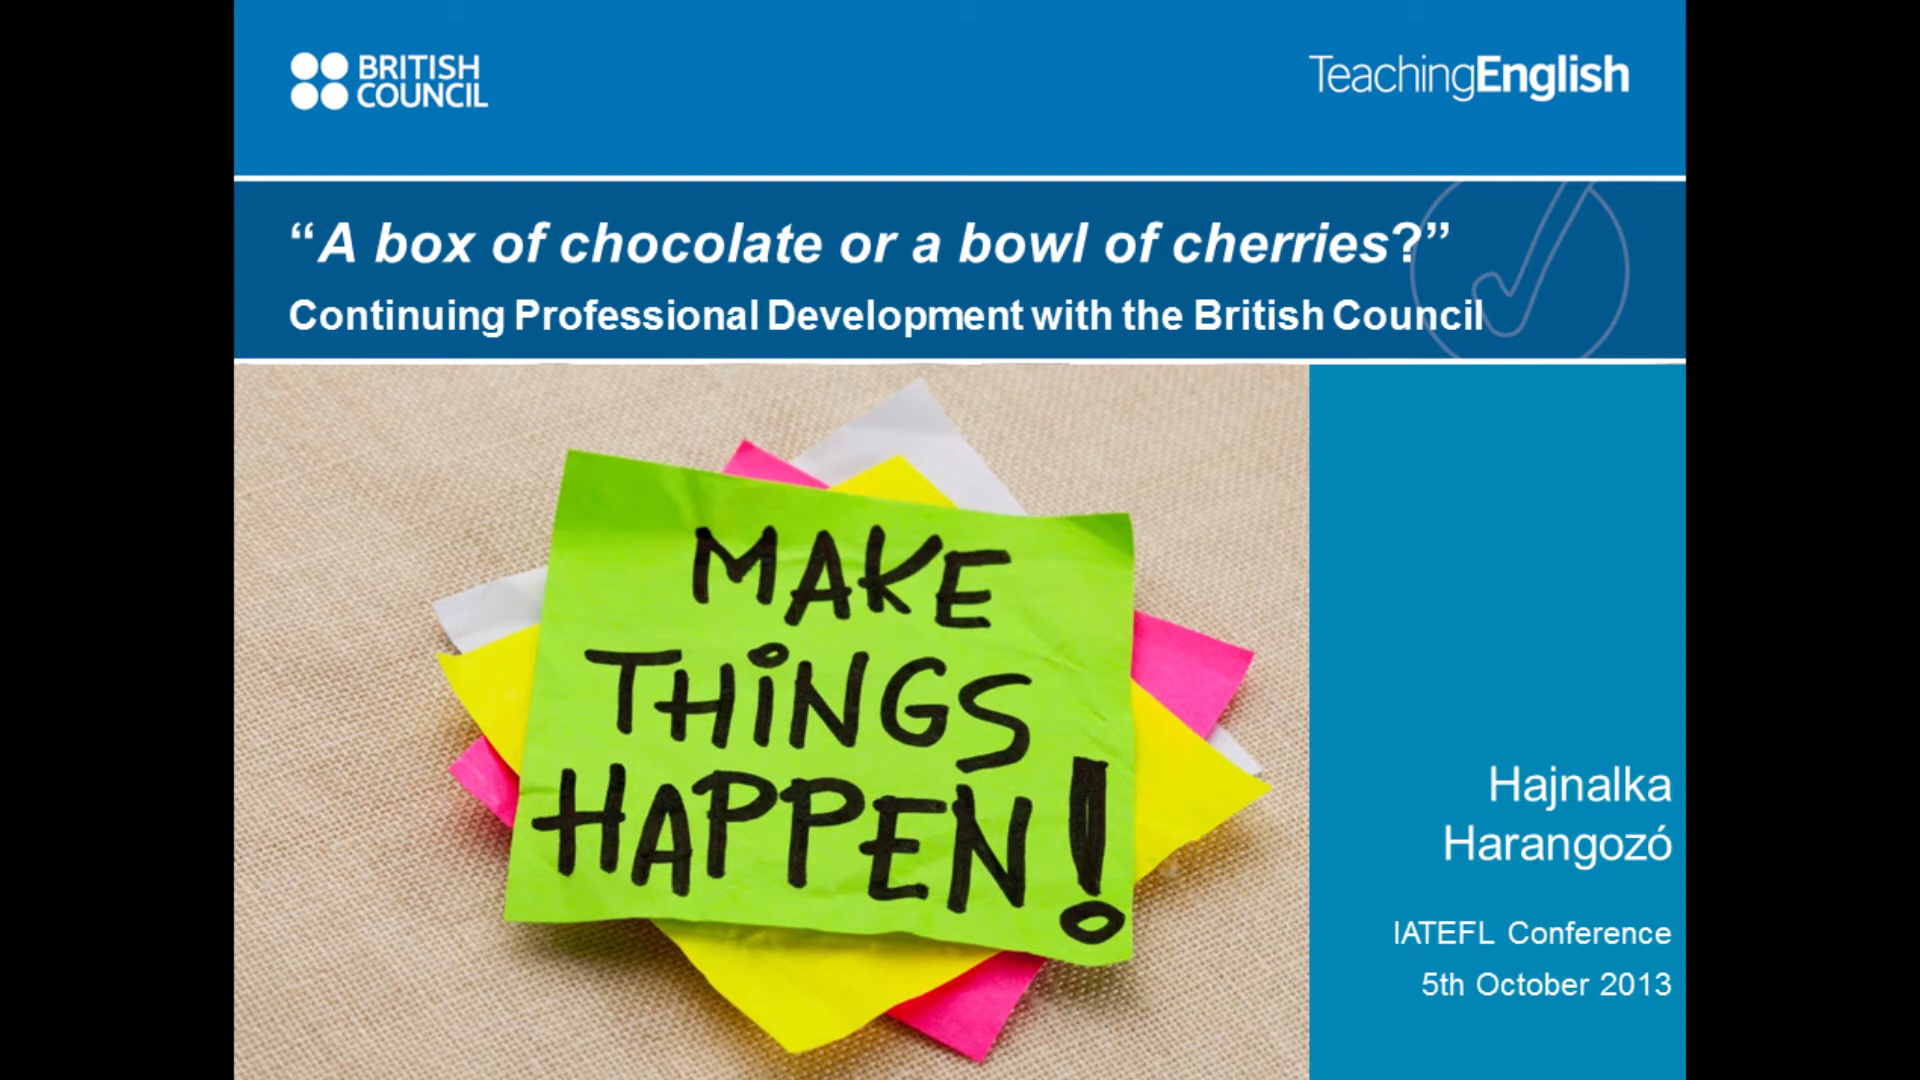 BRITISH
COUNCIL
TeachingEnglish
“A box of chocolate or a bowl of cherries?”
Continuing Professional Development with the British Council
MAKE
THiNGS
HAPPEN!
Hajnalka
Harangozó
IATEFL Conference
5th October 2013